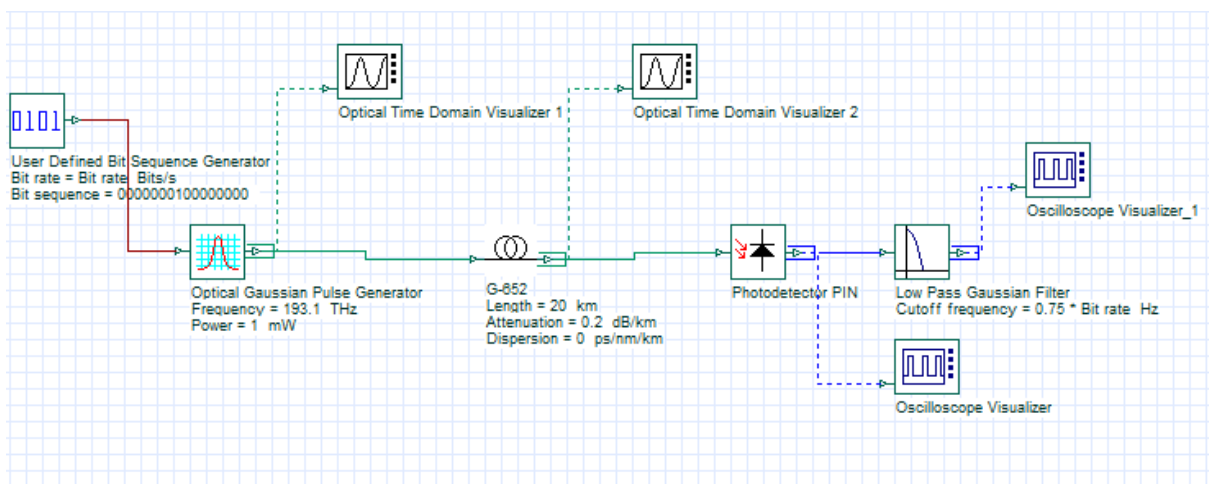 Optical Time Domain Visualizer 1
Optical Time Domain Visualizer 2
0101
User Defined Bit Sequence Generator
Bit rate = Bit rate Bits/s
Bit sequence = 0000000100000000
Oscilloscope Visualizer_1
Optical Gaussian Pulse Generator
Frequency = 193.1 THz
Power = 1 mW
G-652
Length = 20 km
Attenuation = 0.2 dB/km
Dispersion = 0 ps/nm/km
Photodetector PIN
Low Pass Gaussian Filter
Cutoff frequency = 0.75 * Bit rate Hz
Oscilloscope Visualizer